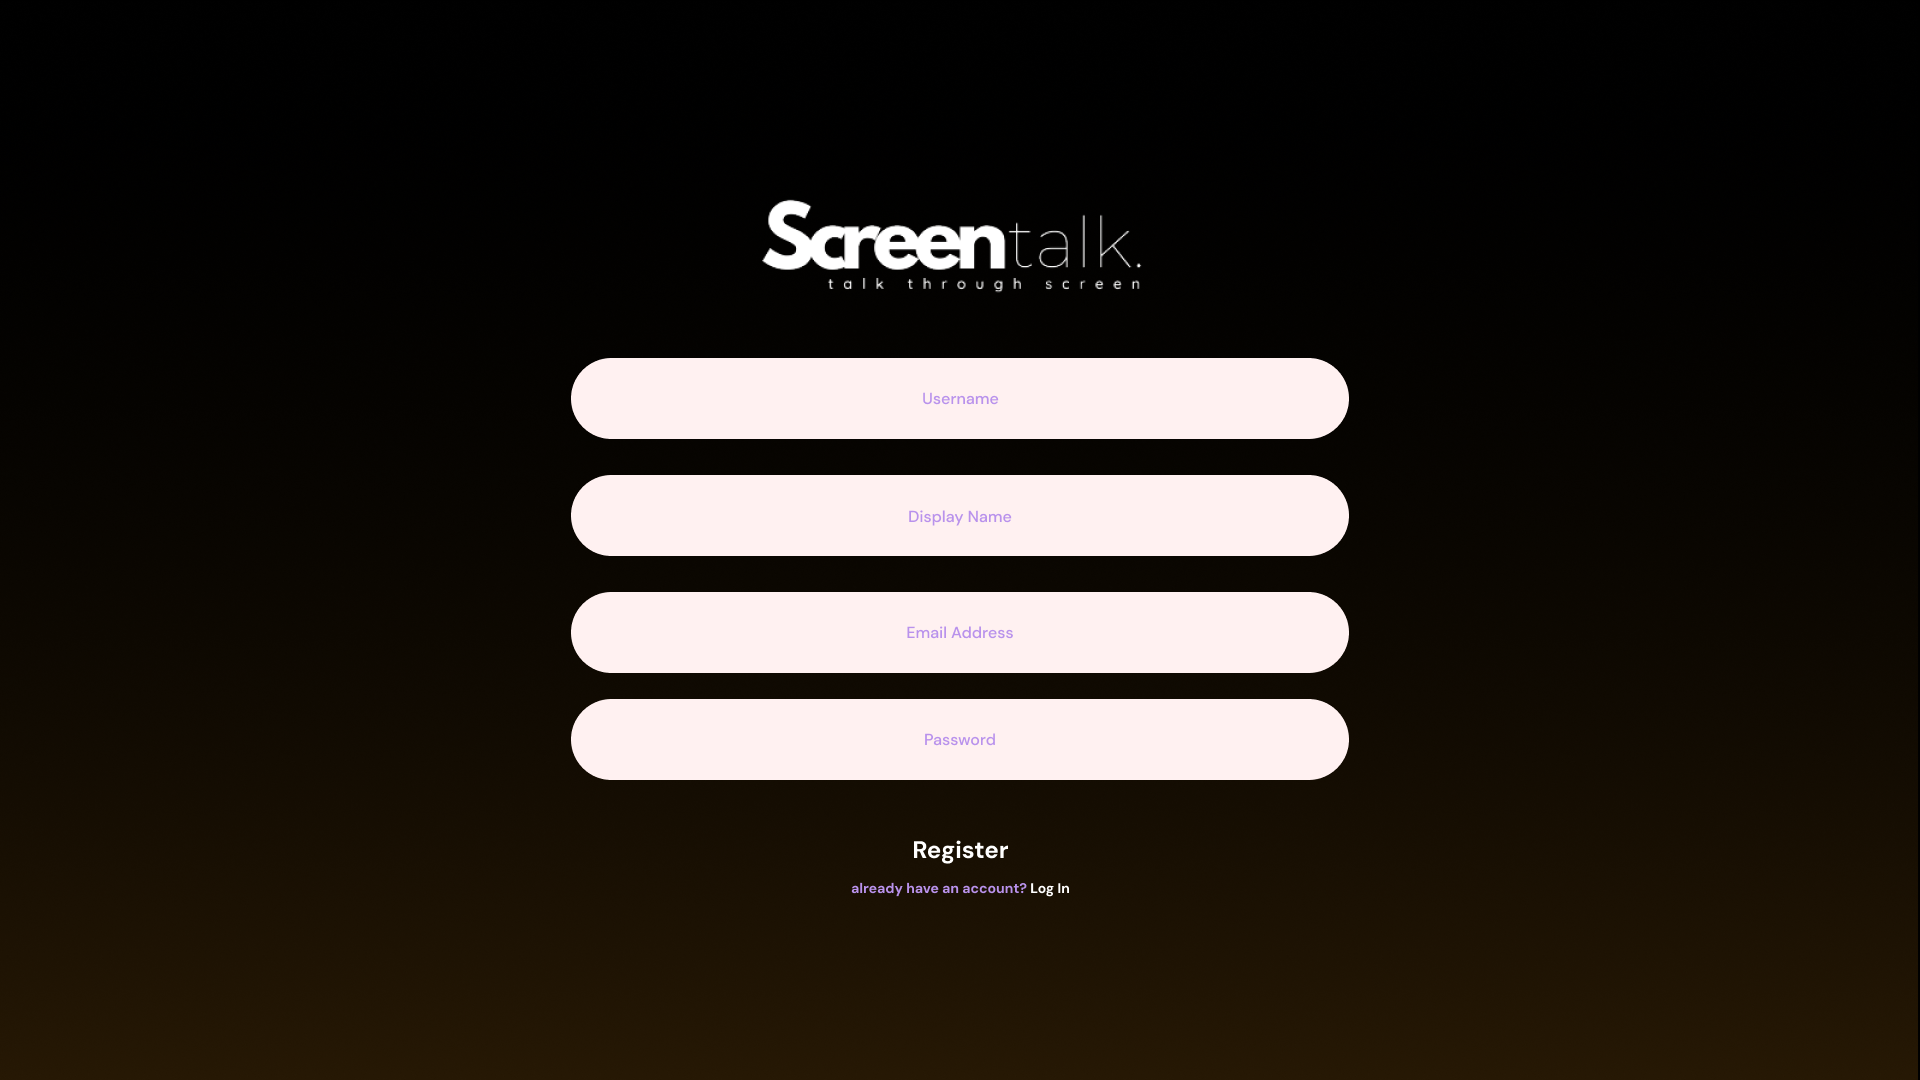 Screentalk.
talk through screen
Username
Display Name
Email Address
Password
Register
already have an account? Log In